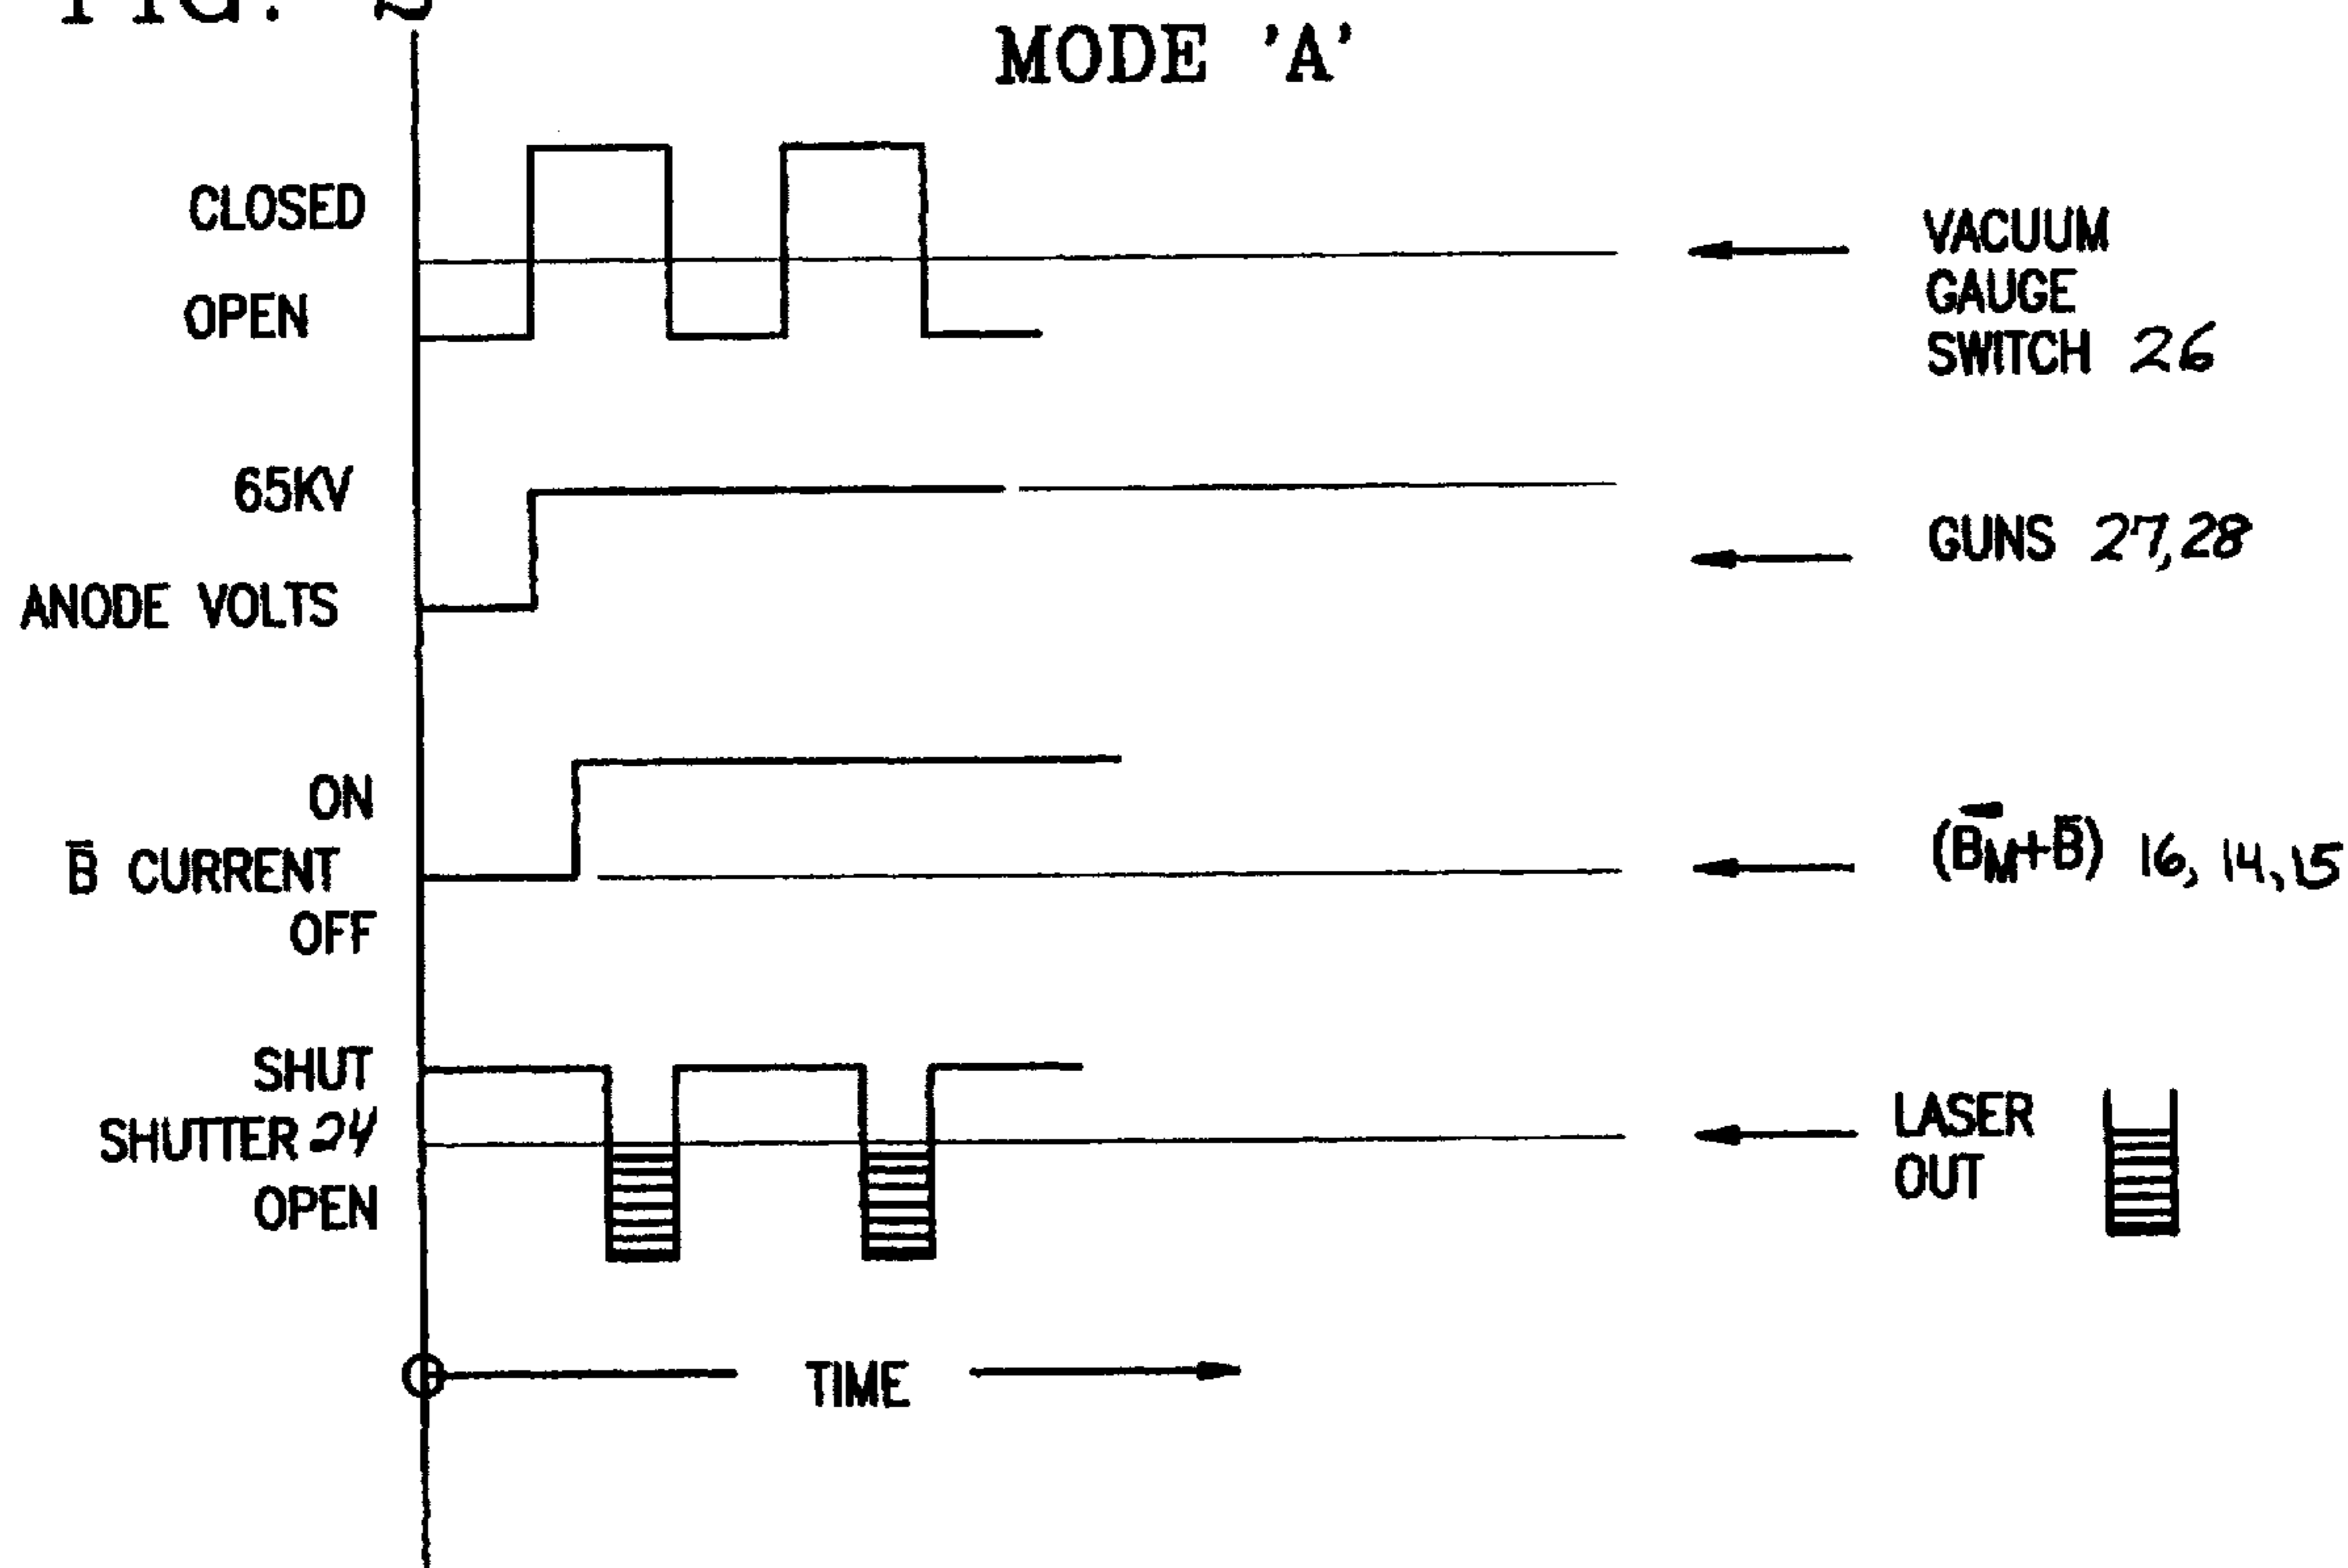 FIG.
MODE 'A'
CLOSED
OPEN
VACUUM
GAUGE
SWITCH 26
65KV
ANODE VOLTS
GUNS 27,28
ON
B̄ CURRENT
OFF
(B̄M+B̄) 16, 14, 15
SHUT
SHUTTER 24
OPEN
LASER
OUT
TIME